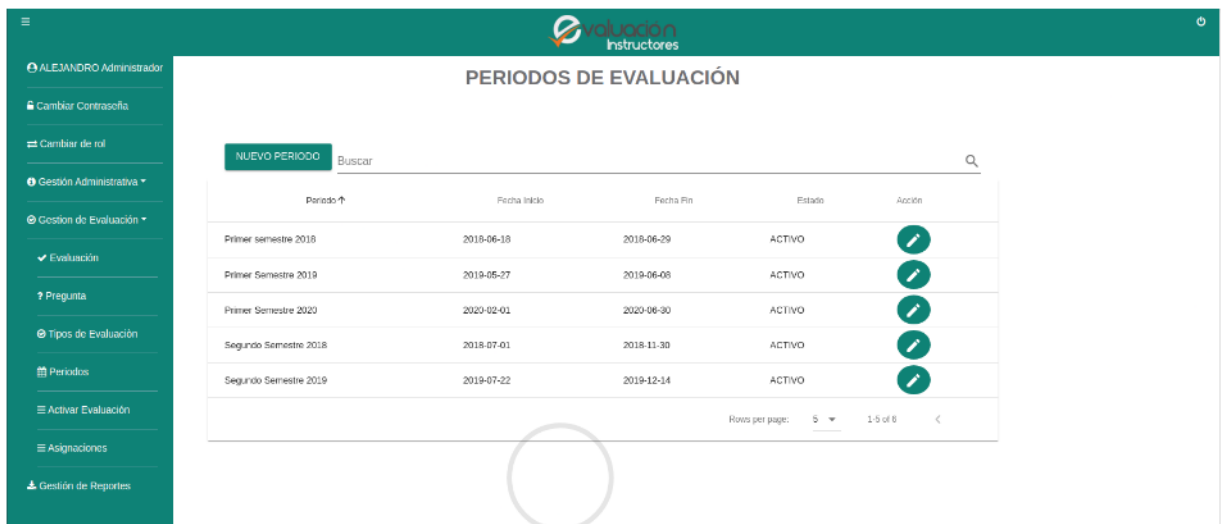 evaluación
Instructores
ALEJANDRO Administrador
Cambiar Contraseña
Cambiar de rol
Gestión Administrativa
Gestion de Evaluación
Evaluación
? Pregunta
Tipos de Evaluación
Periodos
Activar Evaluación
Asignaciones
Gestión de Reportes
PERIODOS DE EVALUACIÓN
NUEVO PERIODO Buscar
Periodo Fecha Inicio Fecha Fin Estado Acción
Primer semestre 2018 2018-06-18 2018-06-29 ACTIVO
Primer Semestre 2019 2019-05-27 2019-06-08 ACTIVO
Primer Semestre 2020 2020-02-01 2020-06-30 ACTIVO
Segundo Semestre 2018 2018-07-01 2018-11-30 ACTIVO
Segundo Semestre 2019 2019-07-22 2019-12-14 ACTIVO
Rows per page: 5 1-5 of 6